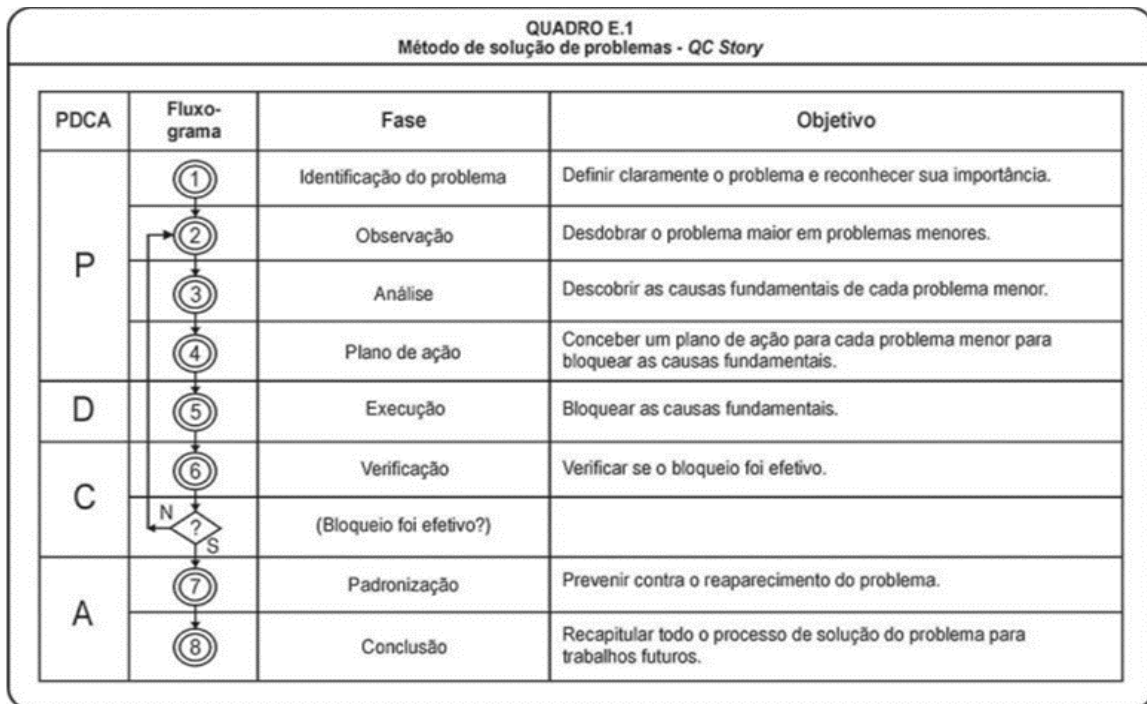 QUADRO E.1
Método de solução de problemas - QC Story
PDCA
Fluxo-
grama
Fase
Objetivo
P
1
Identificação do problema
Definir claramente o problema e reconhecer sua importância.
2
Observação
Desdobrar o problema maior em problemas menores.
3
Análise
Descobrir as causas fundamentais de cada problema menor.
4
Plano de ação
Conceber um plano de ação para cada problema menor para
bloquear as causas fundamentais.
D
5
Execução
Bloquear as causas fundamentais.
C
6
Verificação
Verificar se o bloqueio foi efetivo.
N
?
S
(Bloqueio foi efetivo?)
A
7
Padronização
Prevenir contra o reaparecimento do problema.
8
Conclusão
Recapitular todo o processo de solução do problema para
trabalhos futuros.